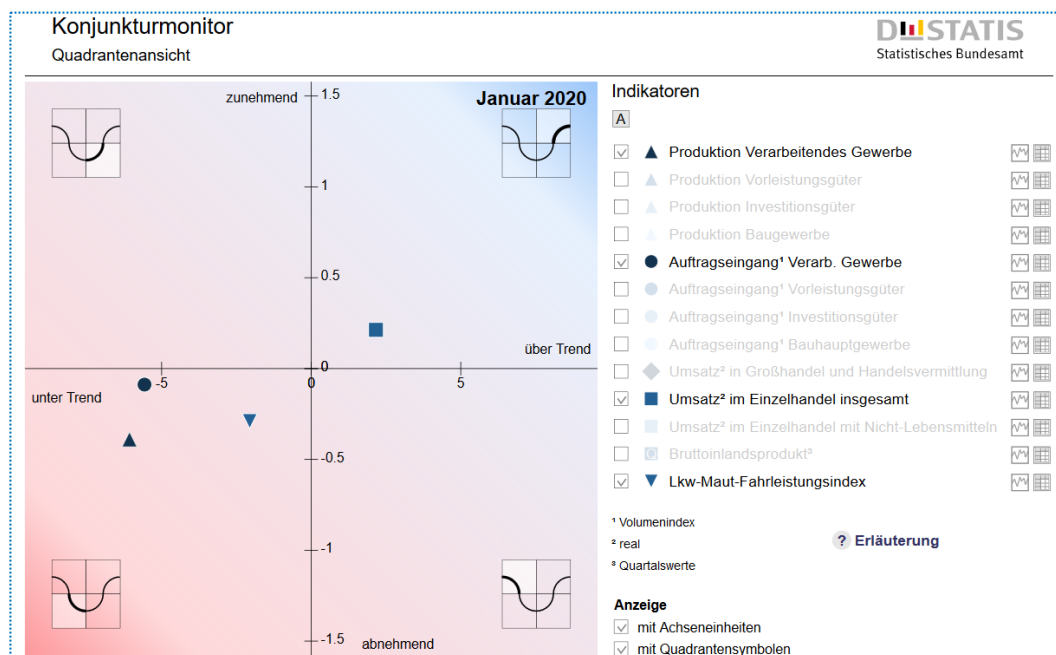 Konjunkturmonitor
Quadrantenansicht
DESTATIS
Statistisches Bundesamt
zunehmend
1.5
Januar 2020
1
0.5
über Trend
0
-5
0
5
unter Trend
-0.5
-1
-1.5
abnehmend
Indikatoren
A
Produktion Verarbeitendes Gewerbe
Produktion Vorleistungsgüter
Produktion Investitionsgüter
Produktion Baugewerbe
Auftragseingang¹ Verarb. Gewerbe
Auftragseingang¹ Vorleistungsgüter
Auftragseingang¹ Investitionsgüter
Auftragseingang¹ Bauhauptgewerbe
Umsatz² in Großhandel und Handelsvermittlung
Umsatz² im Einzelhandel insgesamt
Umsatz² im Einzelhandel mit Nicht-Lebensmitteln
Bruttoinlandsprodukt³
Lkw-Maut-Fahrleistungsindex
¹ Volumenindex
² real
³ Quartalswerte
? Erläuterung
Anzeige
mit Achseneinheiten
mit Quadrantensymbolen